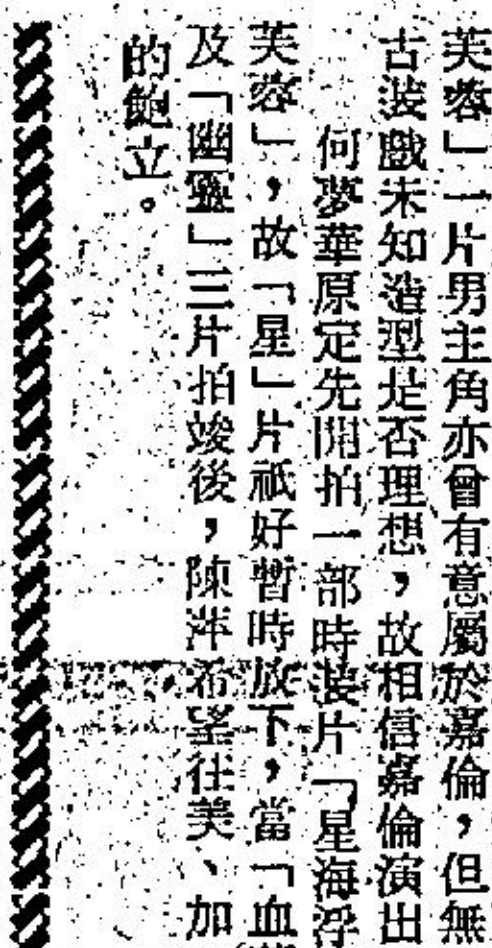 芙蓉」一片男主角亦曾有意屬於嘉倫，但無
古裝戲未知造型是否理想，故相信嘉倫演出
何夢華原定先開拍一部時裝片「星海浮
芙蓉」，故「星」片祇好暫時放下，當「血
及「幽靈」三片拍竣後，陳萍希望往美、加
的鮑立。